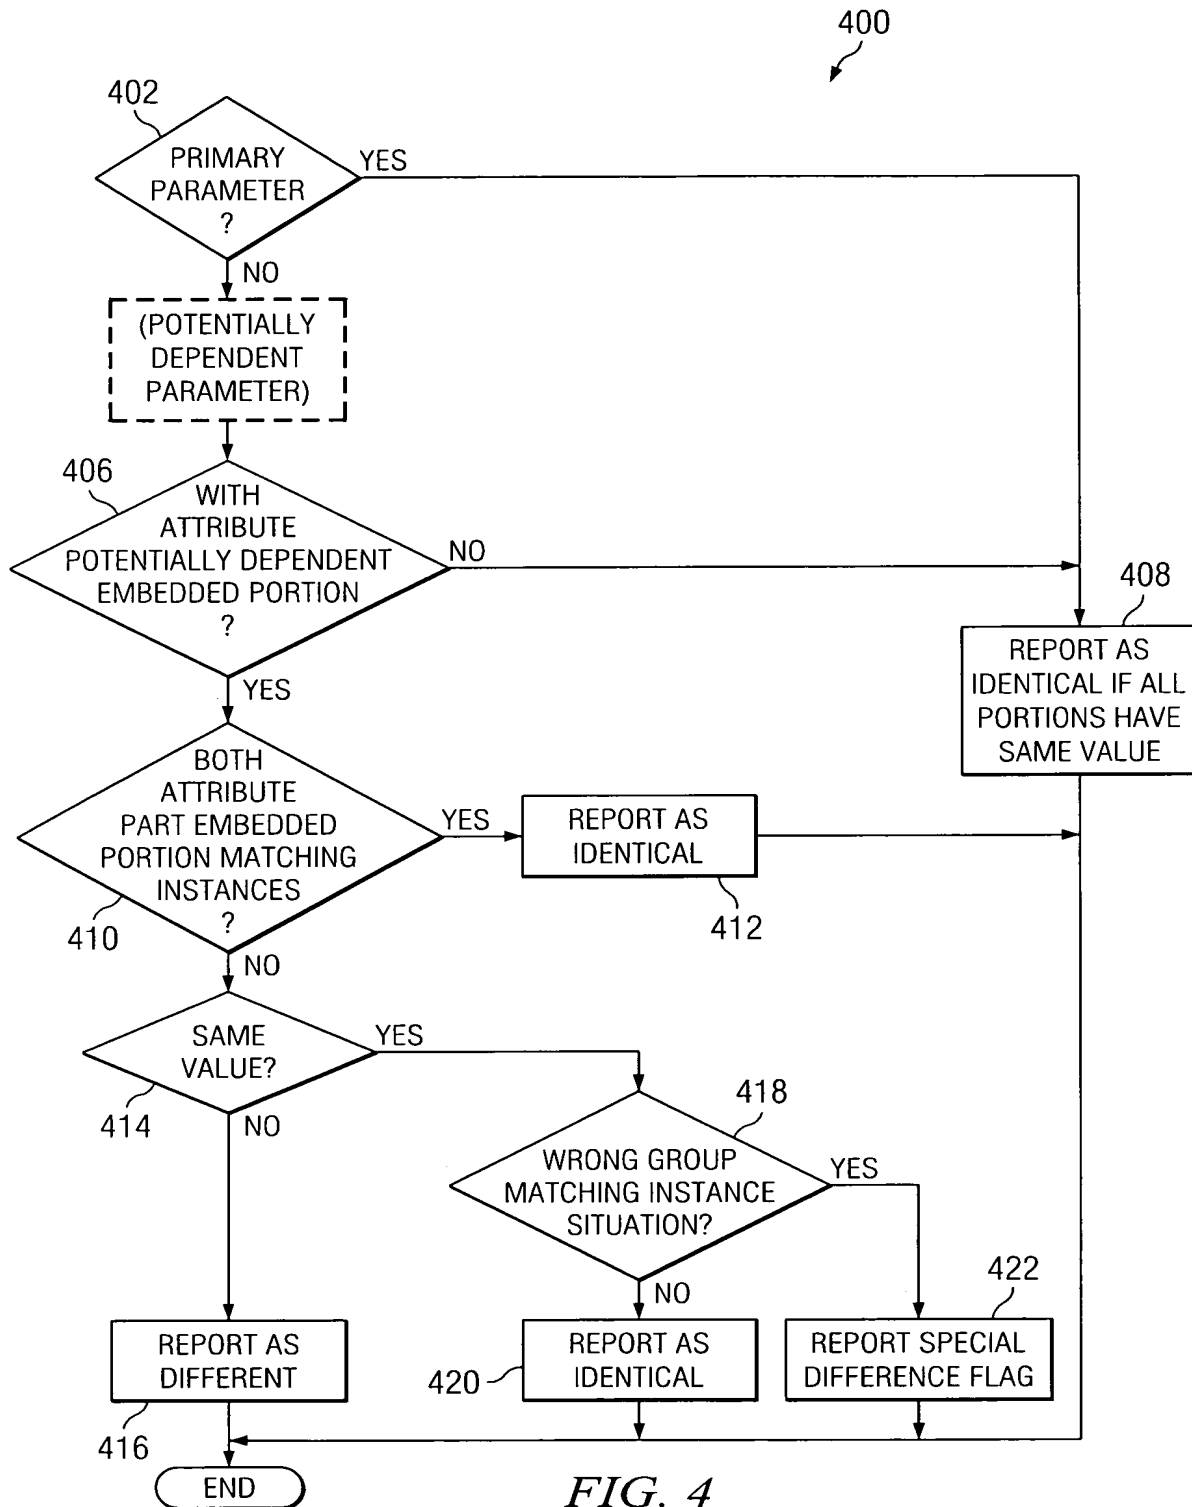 400
402
PRIMARY
PARAMETER
?
YES
NO
(POTENTIALLY
DEPENDENT
PARAMETER)
406
WITH
ATTRIBUTE
POTENTIALLY DEPENDENT
EMBEDDED PORTION
?
NO
YES
408
REPORT AS
IDENTICAL IF ALL
PORTIONS HAVE
SAME VALUE
BOTH
ATTRIBUTE
PART EMBEDDED
PORTION MATCHING
INSTANCES
?
410
YES
NO
REPORT AS
IDENTICAL
412
SAME
VALUE?
414
YES
NO
418
WRONG GROUP
MATCHING INSTANCE
SITUATION?
YES
NO
REPORT AS
DIFFERENT
416
420
REPORT AS
IDENTICAL
422
REPORT SPECIAL
DIFFERENCE FLAG
END
FIG. 4